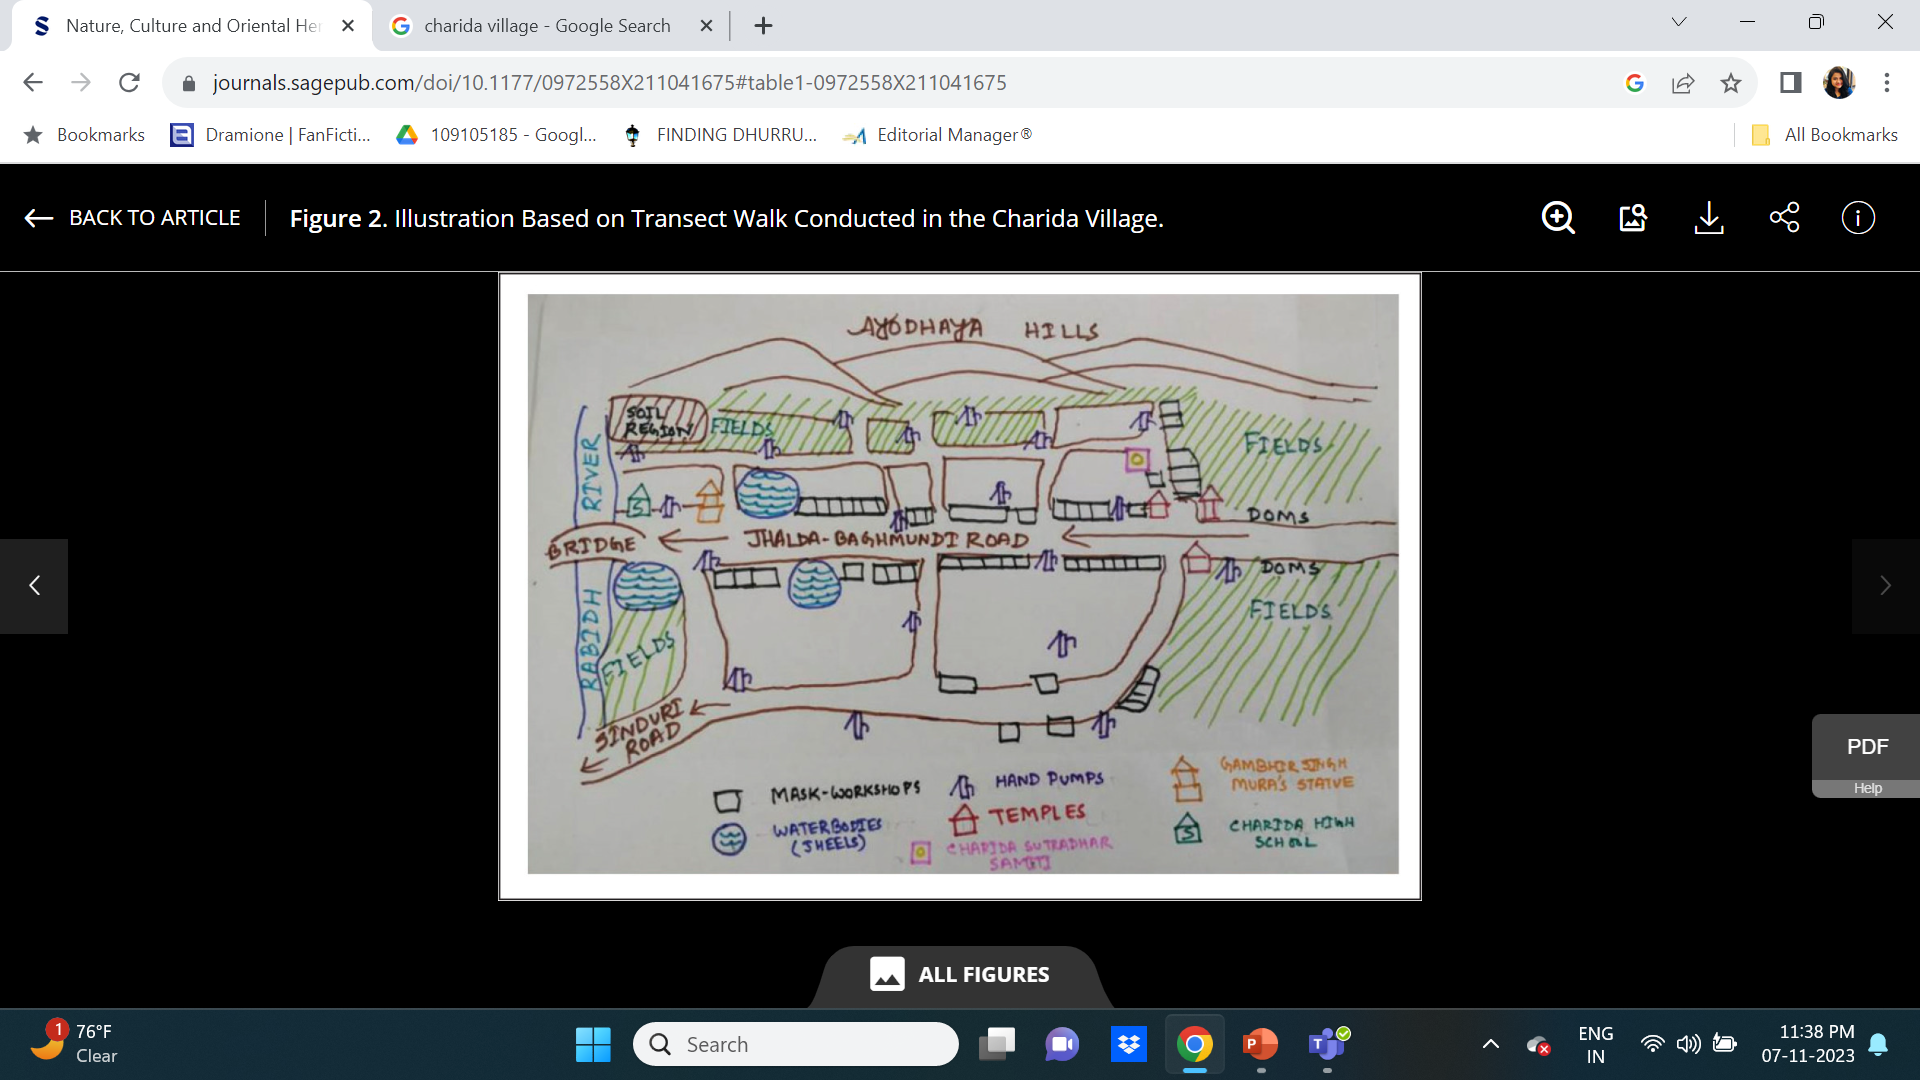 Nature, Culture and Oriental Her
charida village - Google Search
journals.sagepub.com/doi/10.1177/0972558X211041675#table1-0972558X211041675
Bookmarks
Dramione | FanFicti...
109105185 - Googl...
FINDING DHURRU...
Editorial Manager®
All Bookmarks
BACK TO ARTICLE
Figure 2. Illustration Based on Transect Walk Conducted in the Charida Village.
AYODHAYA HILLS
SOIL
REGION
FIELDS
FIELDS
RIVER
S
DOMS
BRIDGE
JHALDA-BAGHMUNDI ROAD
DOMS
RABIDH
FIELDS
FIELDS
SINDURI
ROAD
MASK-WORKSHOPS
HAND PUMPS
GAMBHIR SINGH
MURA'S STATUE
WATERBODIES
(JHEELS)
TEMPLES
CHARIDA SUTRADHAR
SAMITI
S
CHARIDA HIGH
SCHOOL
PDF
Help
ALL FIGURES
1
76°F
Clear
Search
P
T
ENG
IN
11:38 PM
07-11-2023